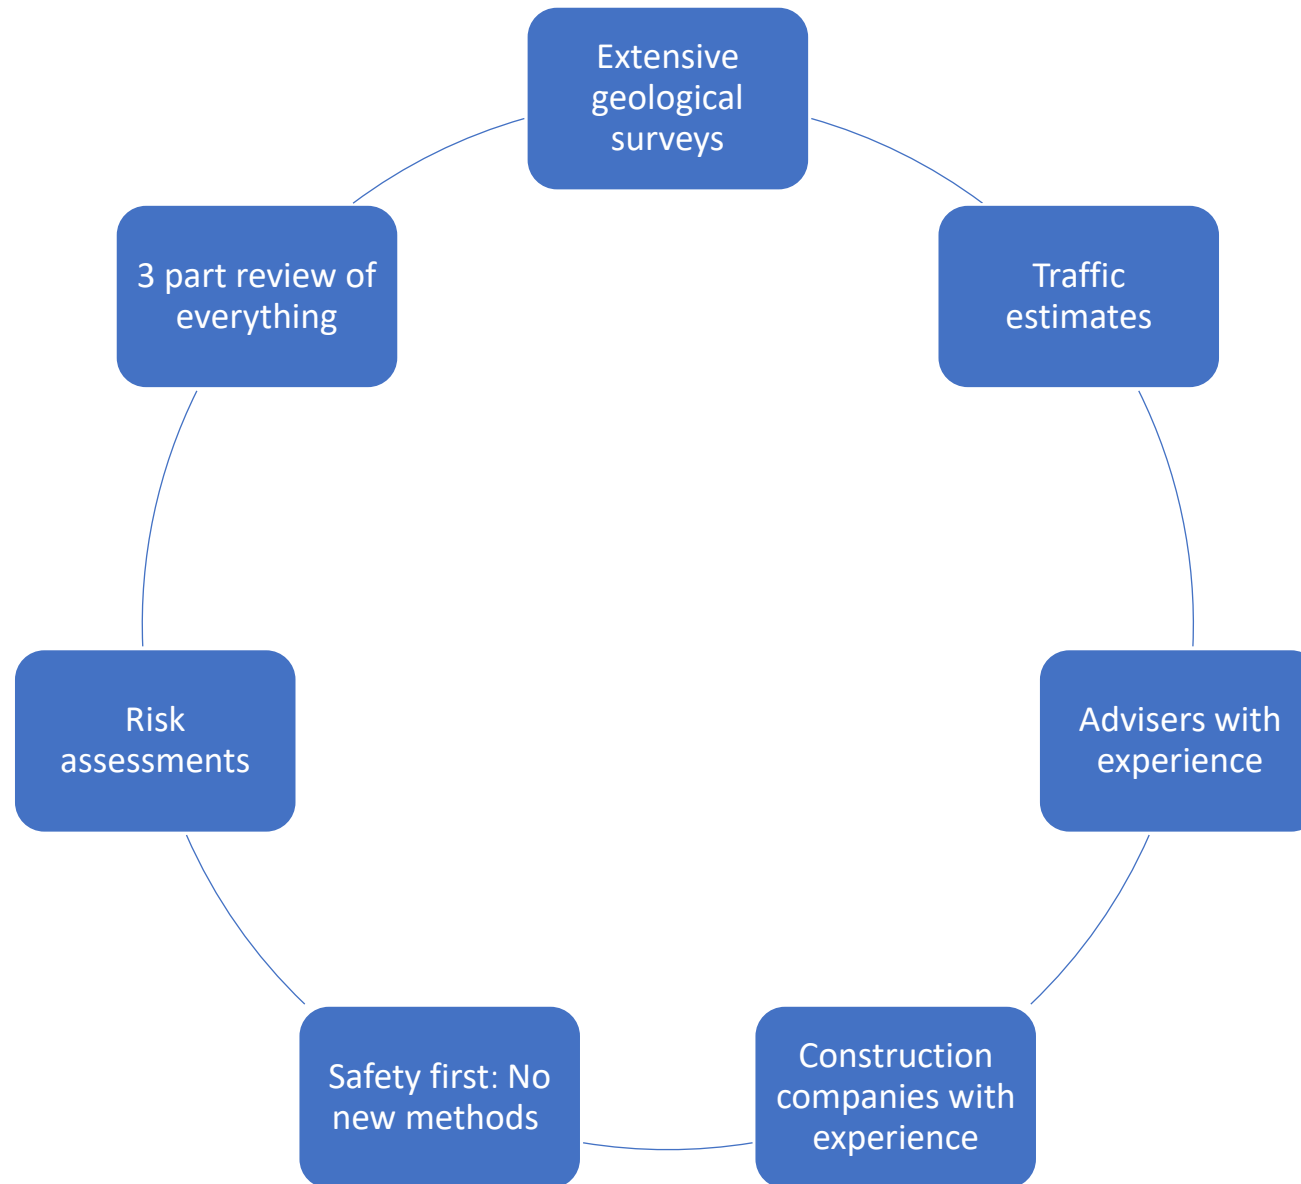 Extensive
geological
surveys
Traffic
estimates
Advisers with
experience
Construction
companies with
experience
Safety first: No
new methods
Risk
assessments
3 part review of
everything